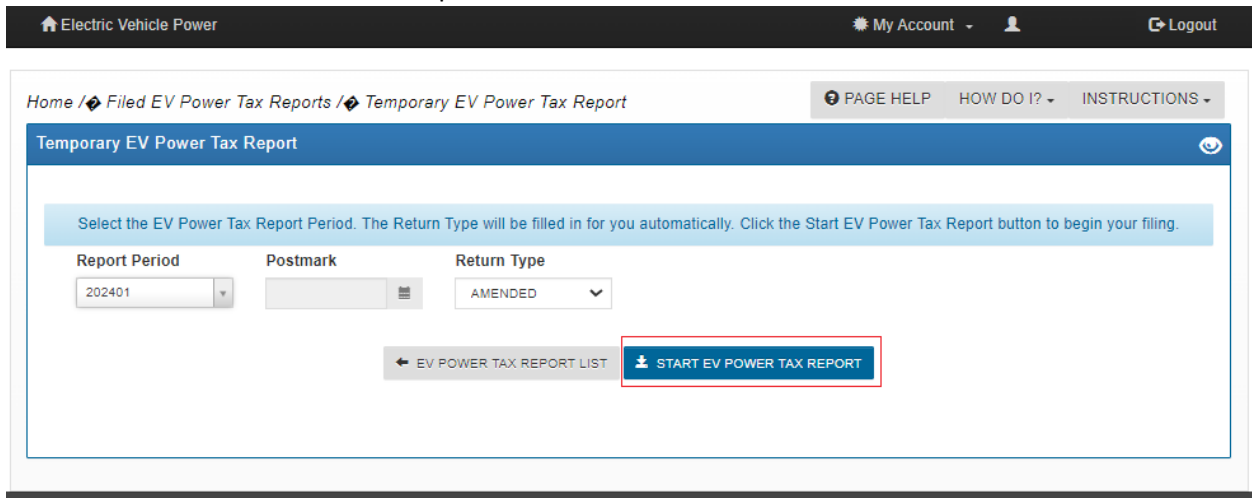 Electric Vehicle Power My Account Logout
Home /� Filed EV Power Tax Reports /� Temporary EV Power Tax Report PAGE HELP HOW DO I? INSTRUCTIONS
Temporary EV Power Tax Report
Select the EV Power Tax Report Period. The Return Type will be filled in for you automatically. Click the Start EV Power Tax Report button to begin your filing.
Report Period Postmark Return Type
202401 AMENDED
EV POWER TAX REPORT LIST START EV POWER TAX REPORT